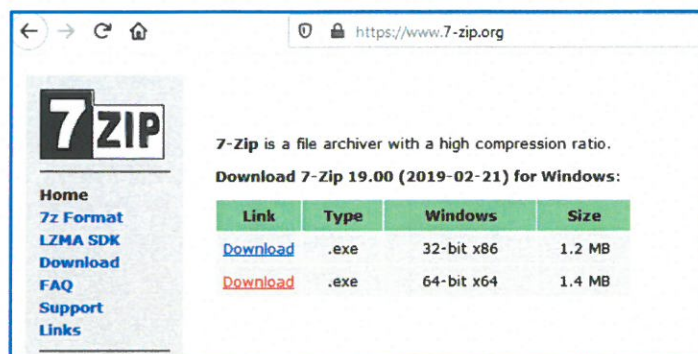 https://www.7-zip.org
7ZIP
7-Zip is a file archiver with a high compression ratio.
Download 7-Zip 19.00 (2019-02-21) for Windows:
Link Type Windows Size
Download .exe 32-bit x86 1.2 MB
Download .exe 64-bit x64 1.4 MB
Home
7z Format
LZMA SDK
Download
FAQ
Support
Links